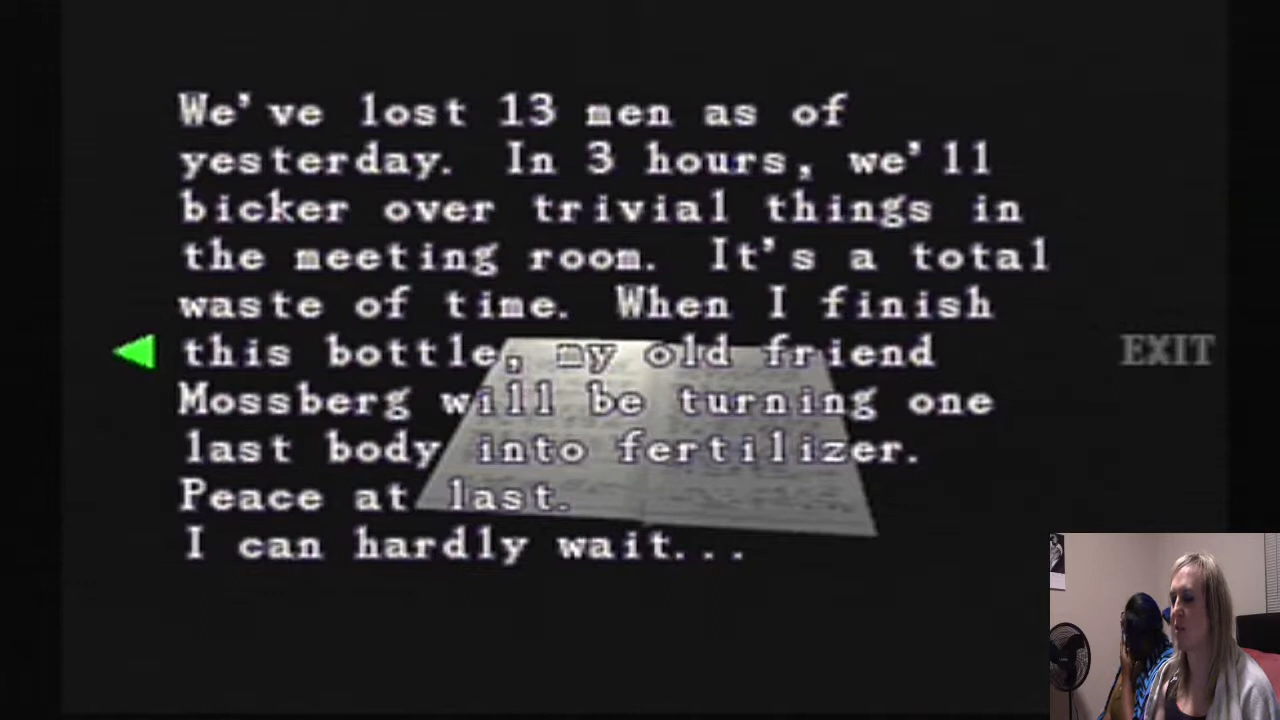 We've lost 13 men as of
yesterday. In 3 hours, we'll
bicker over trivial things in
the meeting room. It's a total
waste of time. When I finish
this bottle, my old friend
EXIT
Mossberg will be turning one
last body into fertilizer.
Peace at last.
I can hardly wait...